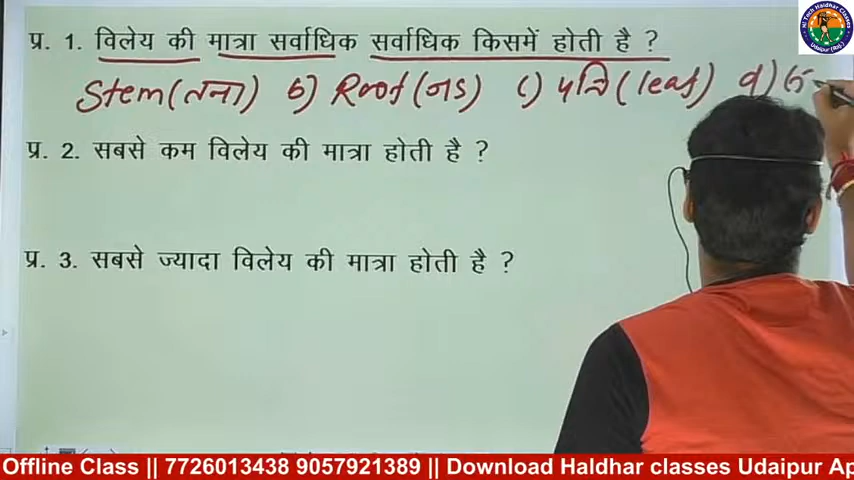 प्र. 1. विलेय की मात्रा सर्वाधिक सर्वाधिक किसमें होती है ?
Stem(तना) b) Root(जड) c) पत्ति(leaf) d)
प्र. 2. सबसे कम विलेय की मात्रा होती है ?
प्र. 3. सबसे ज्यादा विलेय की मात्रा होती है ?
Offline Class || 7726013438 9057921389 || Download Haldhar classes Udaipur Ap